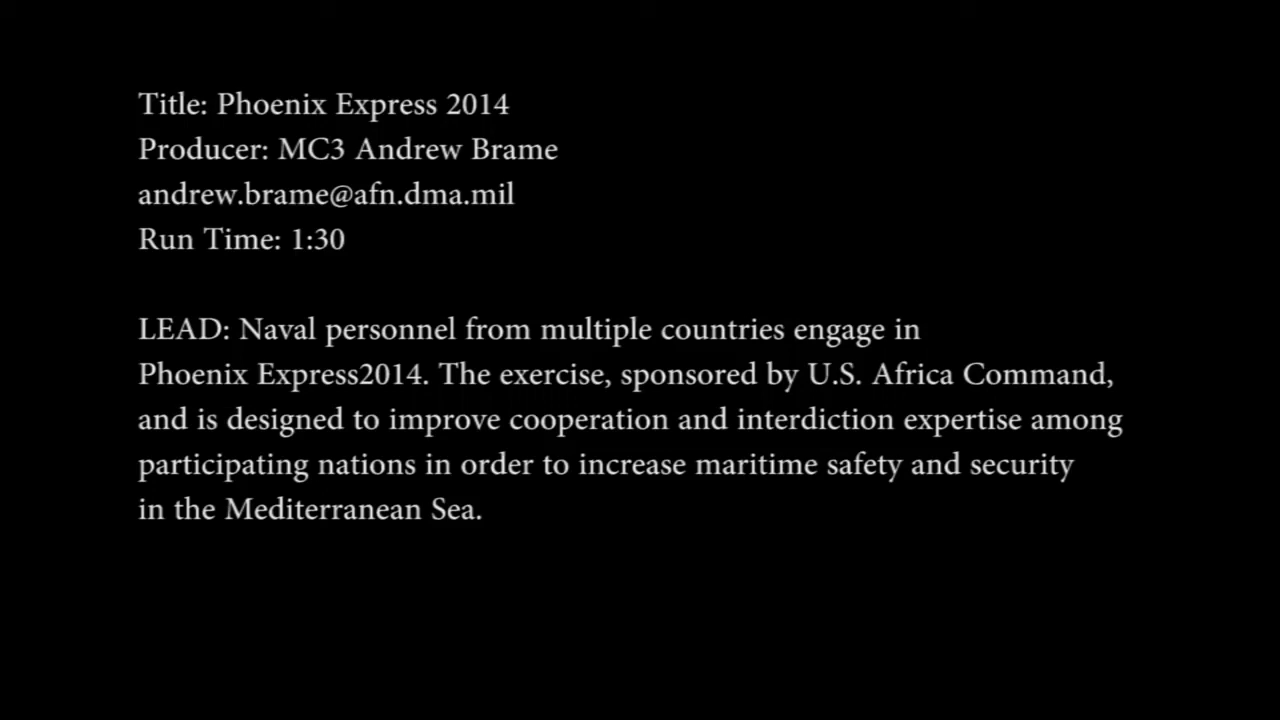 Title: Phoenix Express 2014
Producer: MC3 Andrew Brame
andrew.brame@afn.dma.mil
Run Time: 1:30
LEAD: Naval personnel from multiple countries engage in
Phoenix Express2014. The exercise, sponsored by U.S. Africa Command,
and is designed to improve cooperation and interdiction expertise among
participating nations in order to increase maritime safety and security
in the Mediterranean Sea.